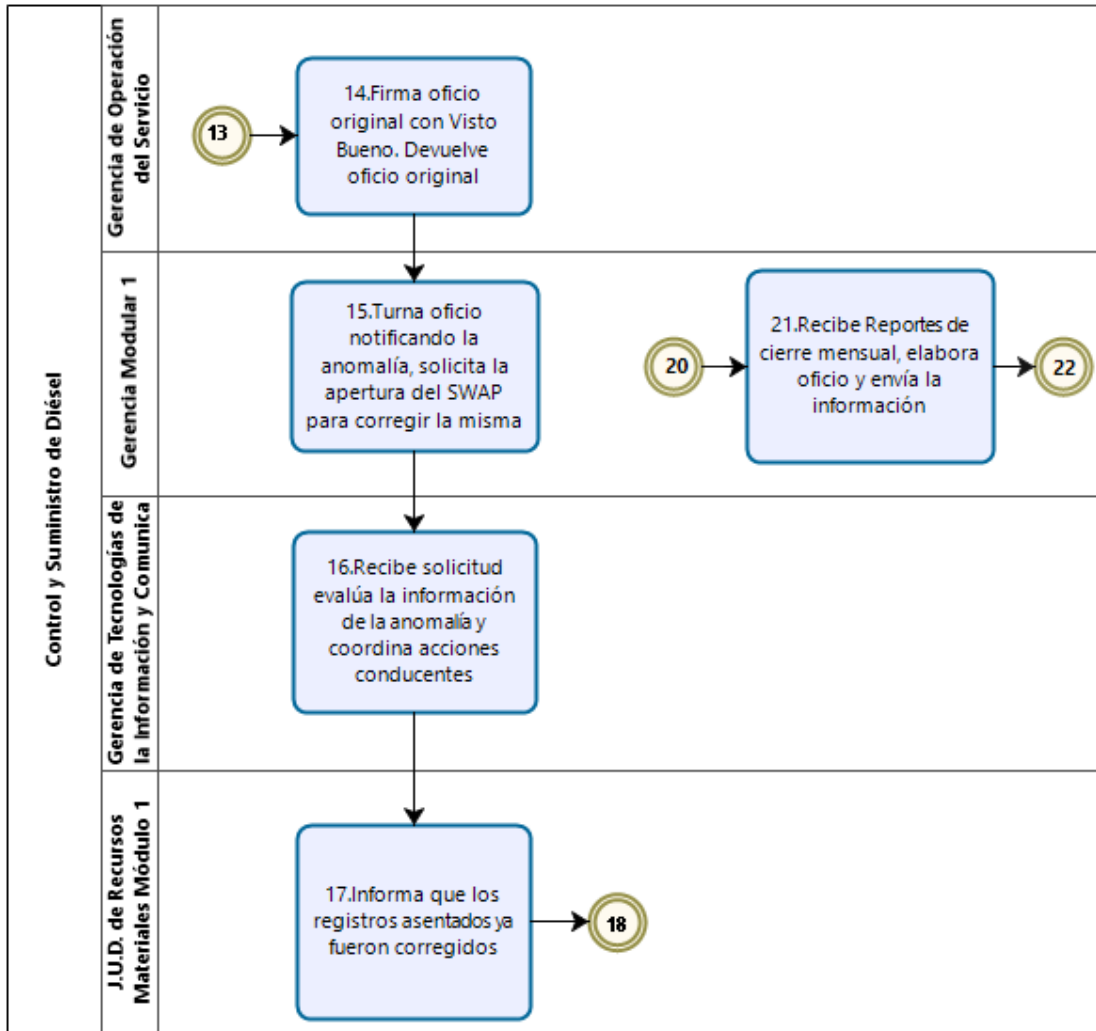 Control y Suministro de Diésel
Gerencia de Operación
del Servicio
13
14.Firma oficio
original con Visto
Bueno. Devuelve
oficio original
Gerencia Modular 1
15.Turna oficio
notificando la
anomalía, solicita la
apertura del SWAP
para corregir la misma
20
21.Recibe Reportes de
cierre mensual, elabora
oficio y envía la
información
22
Gerencia de Tecnologías de
la Información y Comunica
16.Recibe solicitud
evalúa la información
de la anomalía y
coordina acciones
conducentes
J.U.D. de Recursos
Materiales Módulo 1
17.Informa que los
registros asentados ya
fueron corregidos
18